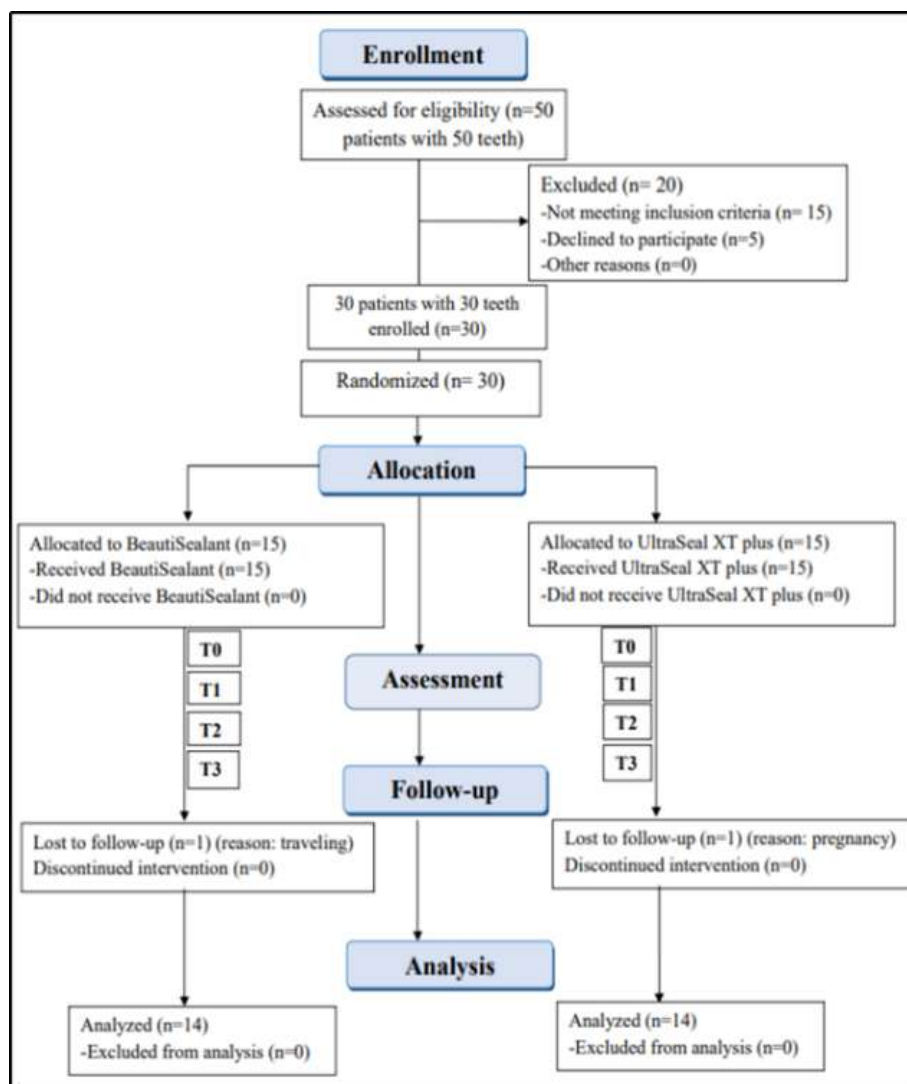 Enrollment
Assessed for eligibility (n=50
patients with 50 teeth)
Excluded (n= 20)
-Not meeting inclusion criteria (n= 15)
-Declined to participate (n=5)
-Other reasons (n=0)
30 patients with 30 teeth
enrolled (n=30)
Randomized (n= 30)
Allocation
Allocated to BeautiSealant (n=15)
-Received BeautiSealant (n=15)
-Did not receive BeautiSealant (n=0)
Allocated to UltraSeal XT plus (n=15)
-Received UltraSeal XT plus (n=15)
-Did not receive UltraSeal XT plus (n=0)
T0
T1
T2
T3
T0
T1
T2
T3
Assessment
Follow-up
Lost to follow-up (n=1) (reason: traveling)
Discontinued intervention (n=0)
Lost to follow-up (n=1) (reason: pregnancy)
Discontinued intervention (n=0)
Analysis
Analyzed (n=14)
-Excluded from analysis (n=0)
Analyzed (n=14)
-Excluded from analysis (n=0)